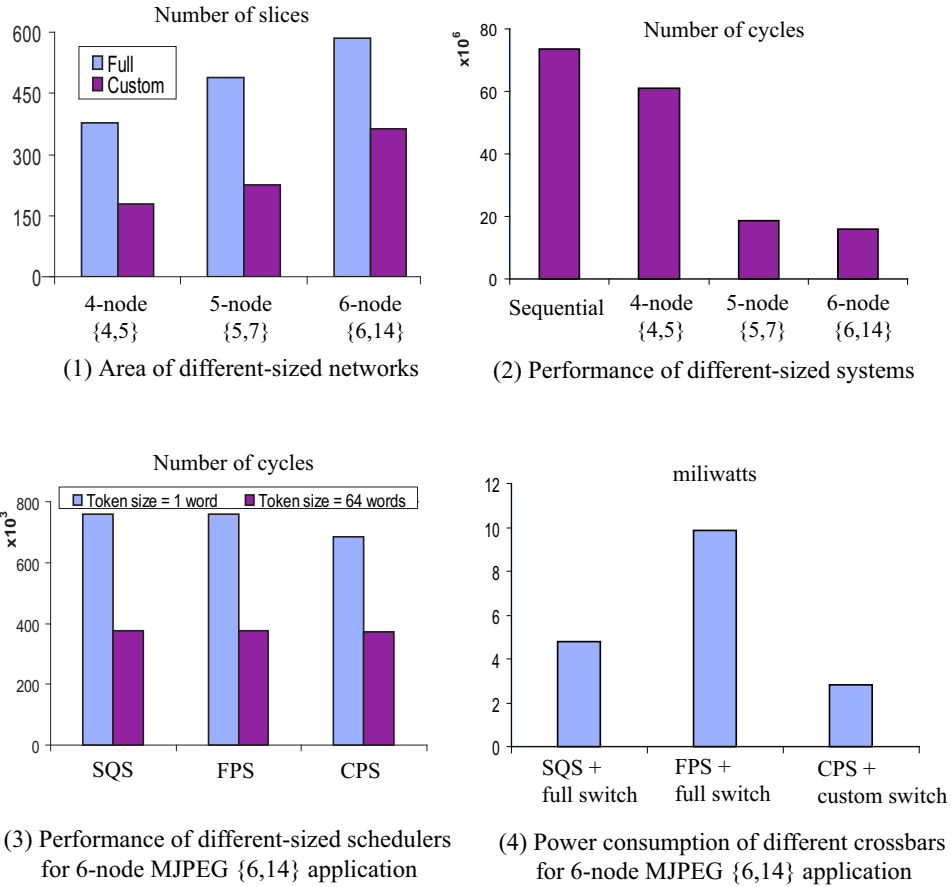 Number of slices
600
450
300
150
0
Full
Custom
4-node
{4,5}
5-node
{5,7}
6-node
{6,14}
(1) Area of different-sized networks
Number of cycles
x10^6
80
60
40
20
0
Sequential
4-node
{4,5}
5-node
{5,7}
6-node
{6,14}
(2) Performance of different-sized systems
Number of cycles
x10^3
800
600
400
200
0
Token size = 1 word
Token size = 64 words
SQS
FPS
CPS
(3) Performance of different-sized schedulers
for 6-node MJPEG {6,14} application
miliwatts
12
10
8
6
4
2
0
SQS +
full switch
FPS +
full switch
CPS +
custom switch
(4) Power consumption of different crossbars
for 6-node MJPEG {6,14} application